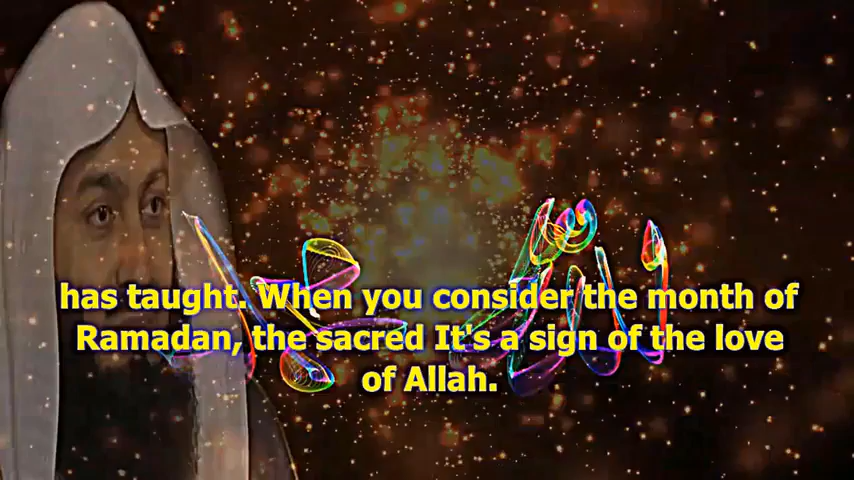 has taught. When you consider the month of
Ramadan, the sacred It's a sign of the love
of Allah.